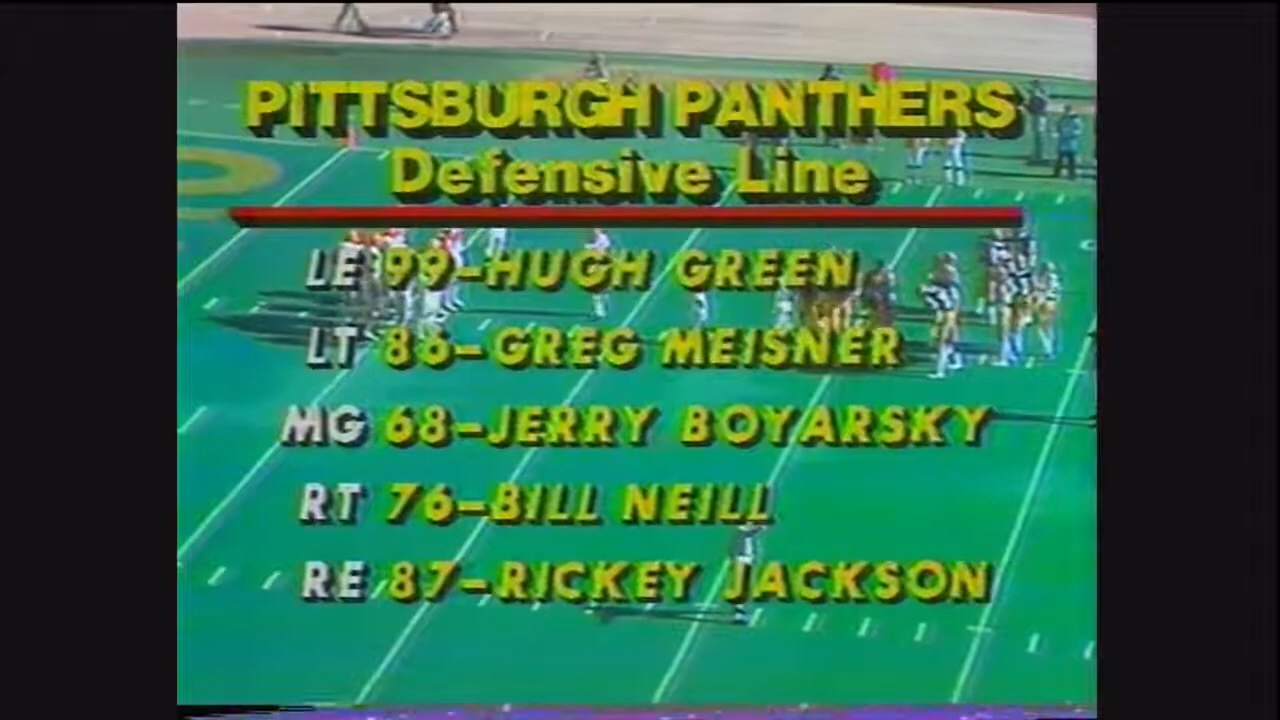 PITTSBURGH PANTHERS
Defensive Line
LE 99-HUGH GREEN
LT 86-GREG MEISNER
MG 68-JERRY BOYARSKY
RT 76-BILL NEILL
RE 87-RICKEY JACKSON